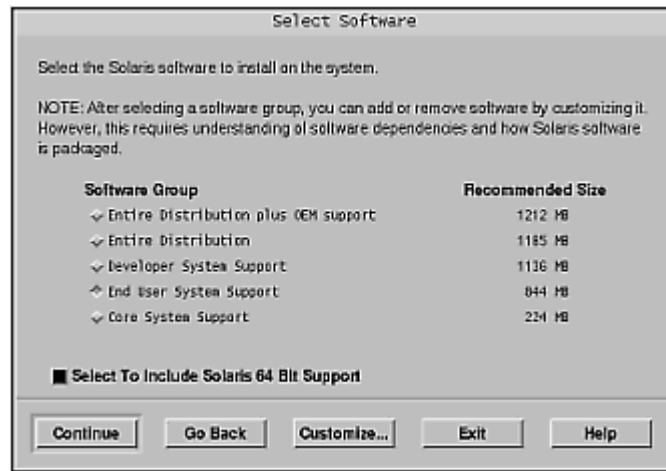 Select Software
Select the Solaris software to install on the system.
NOTE: After selecting a software group, you can add or remove software by customizing it.
However, this requires understanding of software dependencies and how Solaris software
is packaged.
Software Group Recommended Size
Entire Distribution plus OEM support 1212 MB
Entire Distribution 1185 MB
Developer System Support 1136 MB
End User System Support 844 MB
Core System Support 224 MB
Select To Include Solaris 64 Bit Support
Continue Go Back Customize... Exit Help